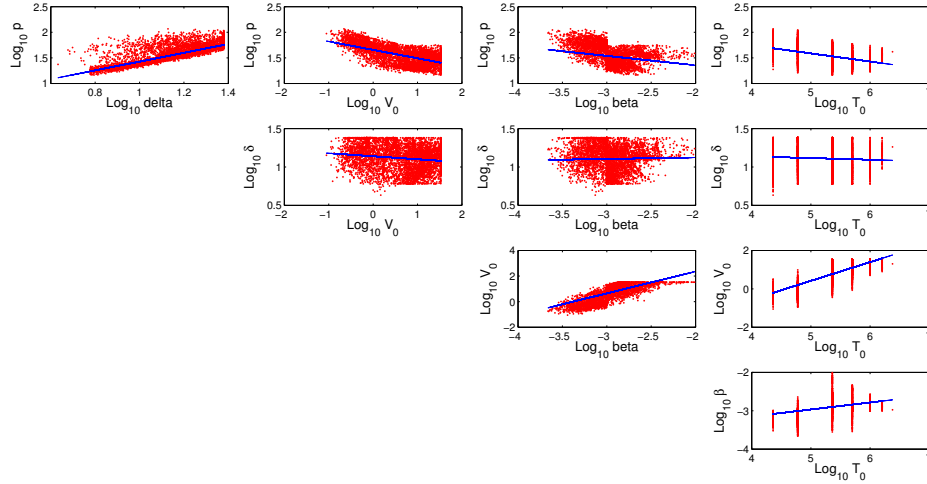 2.5 2.5 2.5 2.5
Log10 p Log10 p Log10 p Log10 p
2 2 2 2
1.5 1.5 1.5 1.5
1 1 1 1
0.8 1 1.2 1.4 −2 −1 0 1 2 −4 −3.5 −3 −2.5 −2 4 5 6 7
Log10 delta Log10 V0 Log10 beta Log10 T0
1.5 1.5 1.5
Log10 δ Log10 δ Log10 δ
1 1 1
0.5 0.5 0.5
−2 −1 0 1 2 −4 −3.5 −3 −2.5 −2 4 5 6
Log10 V0 Log10 beta Log10 T0
4 4
Log10 V0 Log10 V0
2 2
0 0
−2 −2
−4 −3.5 −3 −2.5 −2 4 5 6
Log10 beta Log10 T0
−2
Log10 β
−3
−4
4 5 6
Log10 T0